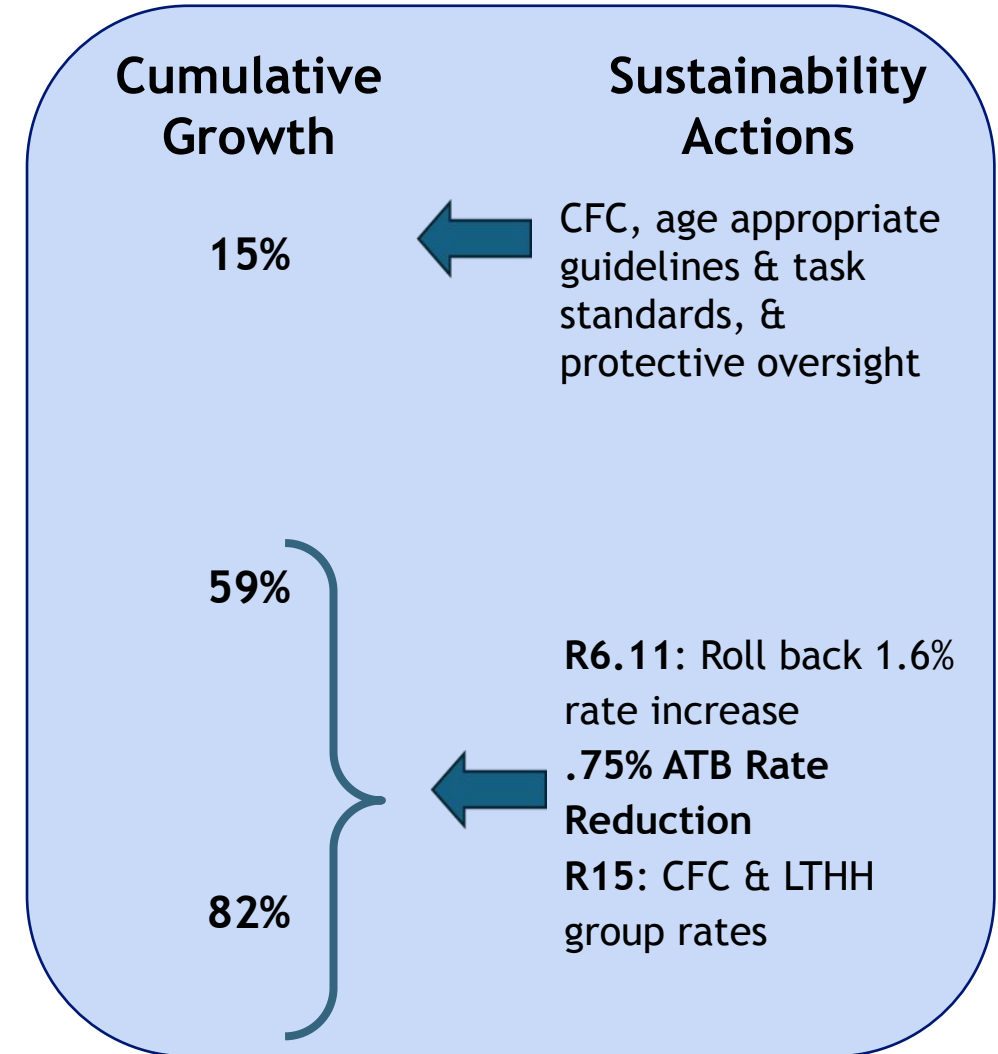 Cumulative
Growth
Sustainability
Actions
15%
CFC, age appropriate
guidelines & task
standards, &
protective oversight
59%
82%
R6.11: Roll back 1.6%
rate increase
.75% ATB Rate
Reduction
R15: CFC & LTHH
group rates